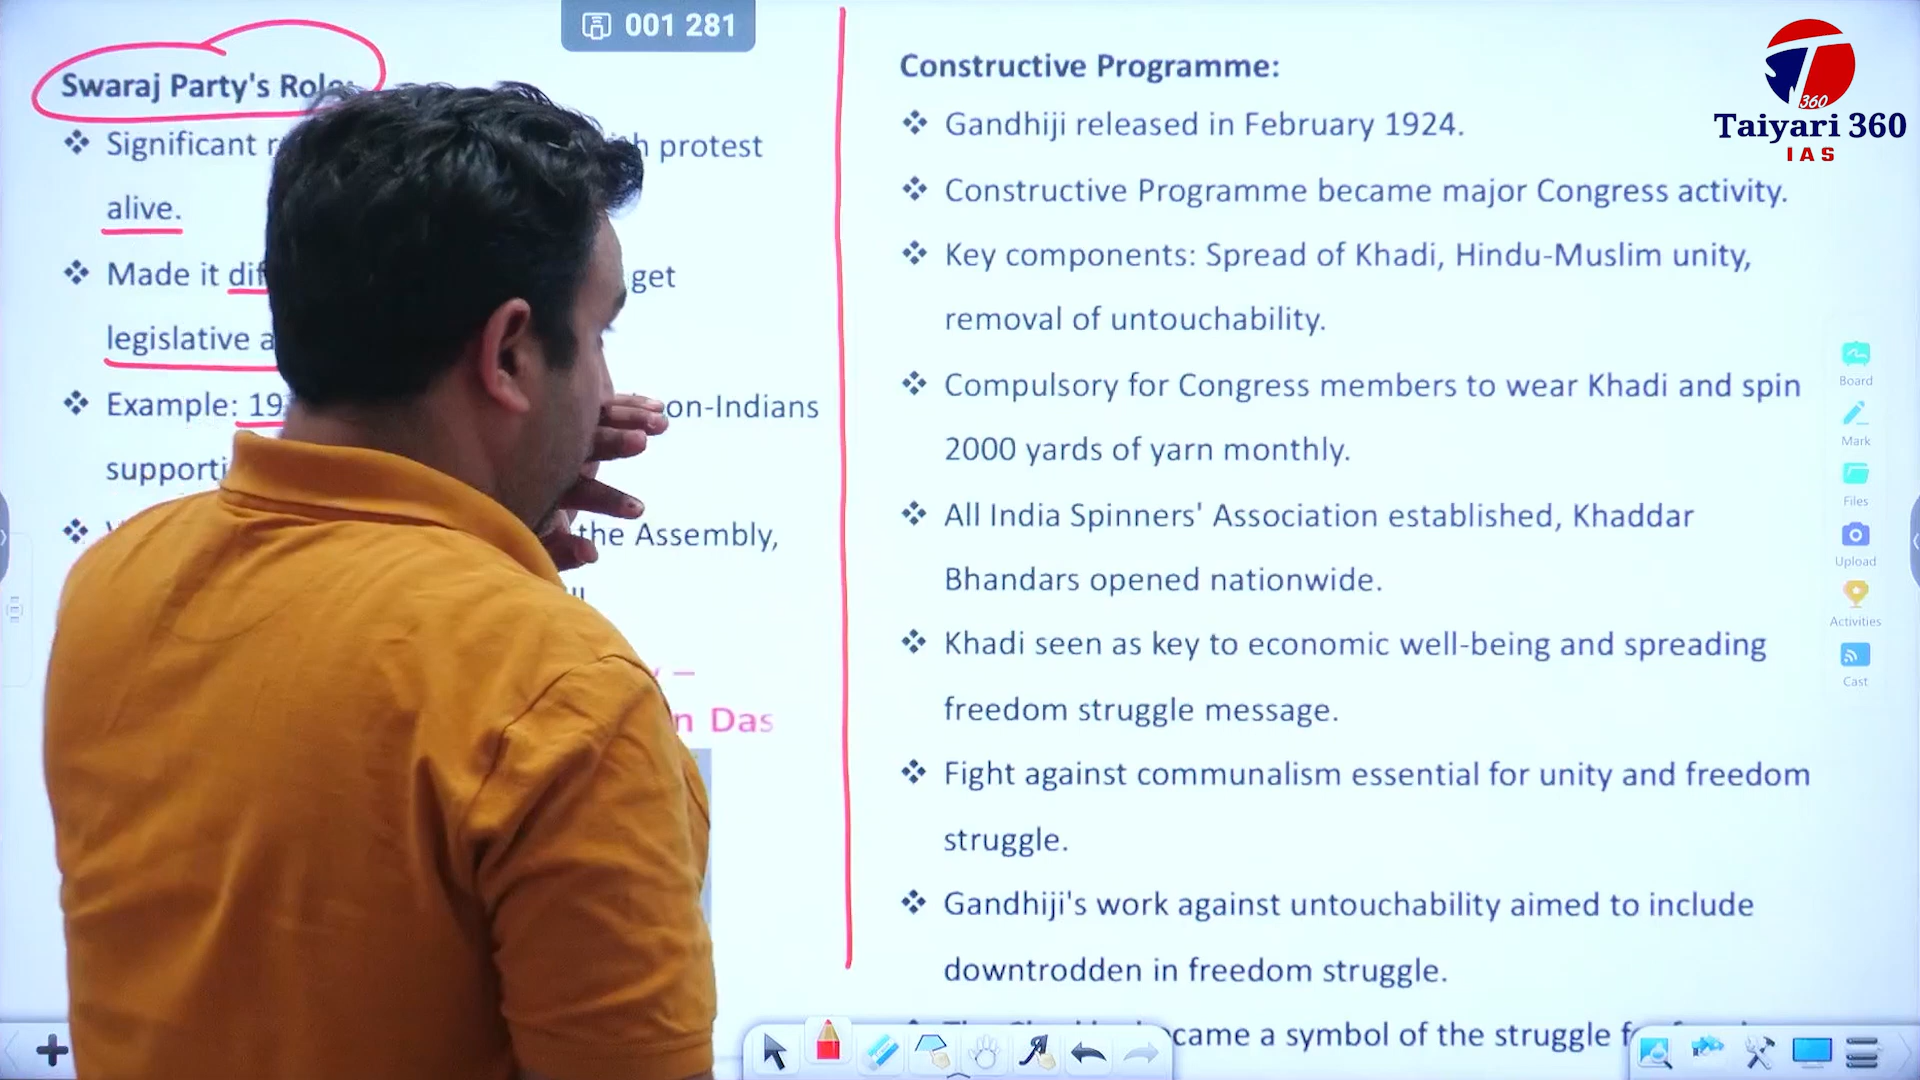 001 281
Swaraj Party's Role:
Significant protest
alive.
Made it get
legislative
Example: on-Indians
the Assembly,
Das
Constructive Programme:
Gandhiji released in February 1924.
Constructive Programme became major Congress activity.
Key components: Spread of Khadi, Hindu-Muslim unity,
removal of untouchability.
Compulsory for Congress members to wear Khadi and spin
2000 yards of yarn monthly.
All India Spinners' Association established, Khaddar
Bhandars opened nationwide.
Khadi seen as key to economic well-being and spreading
freedom struggle message.
Fight against communalism essential for unity and freedom
struggle.
Gandhiji's work against untouchability aimed to include
downtrodden in freedom struggle.
came a symbol of the struggle
360
Taiyari 360
IAS
Board
Mark
Files
Upload
Activities
Cast